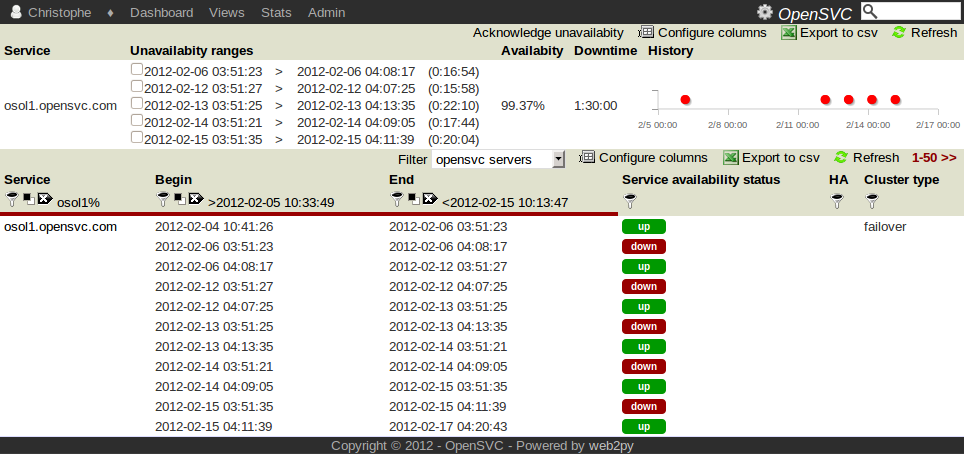 Christophe ♦ Dashboard Views Stats Admin OpenSVC
Acknowledge unavailabity Configure columns Export to csv Refresh
Service Unavailabity ranges Availabity Downtime History
2012-02-06 03:51:23 > 2012-02-06 04:08:17 (0:16:54)
2012-02-12 03:51:27 > 2012-02-12 04:07:25 (0:15:58)
osol1.opensvc.com 2012-02-13 03:51:25 > 2012-02-13 04:13:35 (0:22:10) 99.37% 1:30:00
2012-02-14 03:51:21 > 2012-02-14 04:09:05 (0:17:44)
2012-02-15 03:51:35 > 2012-02-15 04:11:39 (0:20:04)
2/5 00:00 2/8 00:00 2/11 00:00 2/14 00:00 2/17 00:00
Filter opensvc servers Configure columns Export to csv Refresh 1-50 >>
Service Begin End Service availability status HA Cluster type
osol1% >2012-02-05 10:33:49 <2012-02-15 10:13:47
osol1.opensvc.com 2012-02-04 10:41:26 2012-02-06 03:51:23 up failover
2012-02-06 03:51:23 2012-02-06 04:08:17 down
2012-02-06 04:08:17 2012-02-12 03:51:27 up
2012-02-12 03:51:27 2012-02-12 04:07:25 down
2012-02-12 04:07:25 2012-02-13 03:51:25 up
2012-02-13 03:51:25 2012-02-13 04:13:35 down
2012-02-13 04:13:35 2012-02-14 03:51:21 up
2012-02-14 03:51:21 2012-02-14 04:09:05 down
2012-02-14 04:09:05 2012-02-15 03:51:35 up
2012-02-15 03:51:35 2012-02-15 04:11:39 down
2012-02-15 04:11:39 2012-02-17 04:20:43 up
Copyright © 2012 - OpenSVC - Powered by web2py